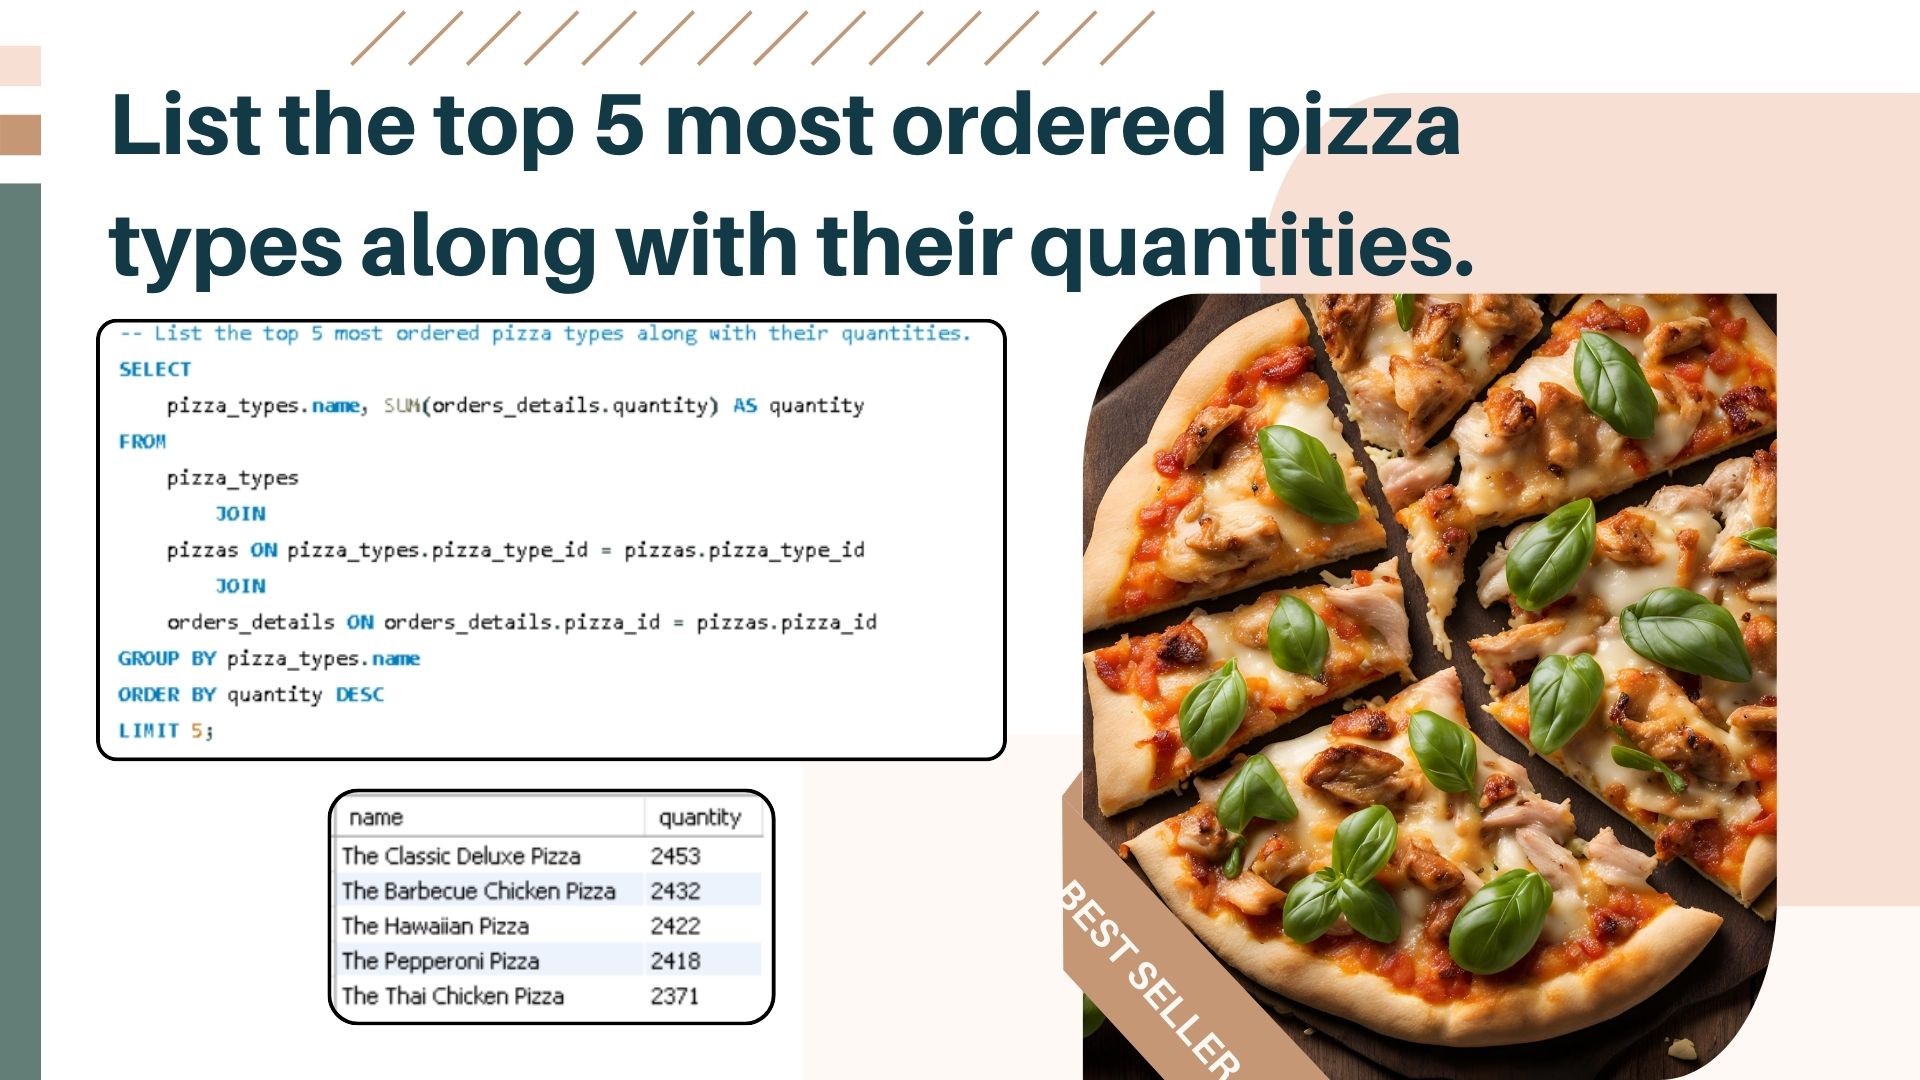 List the top 5 most ordered pizza
types along with their quantities.
-- List the top 5 most ordered pizza types along with their quantities.
SELECT
pizza_types.name, SUM(orders_details.quantity) AS quantity
FROM
pizza_types
JOIN
pizzas ON pizza_types.pizza_type_id = pizzas.pizza_type_id
JOIN
orders_details ON orders_details.pizza_id = pizzas.pizza_id
GROUP BY pizza_types.name
ORDER BY quantity DESC
LIMIT 5;
name quantity
The Classic Deluxe Pizza 2453
The Barbecue Chicken Pizza 2432
The Hawaiian Pizza 2422
The Pepperoni Pizza 2418
The Thai Chicken Pizza 2371
BEST SELLER